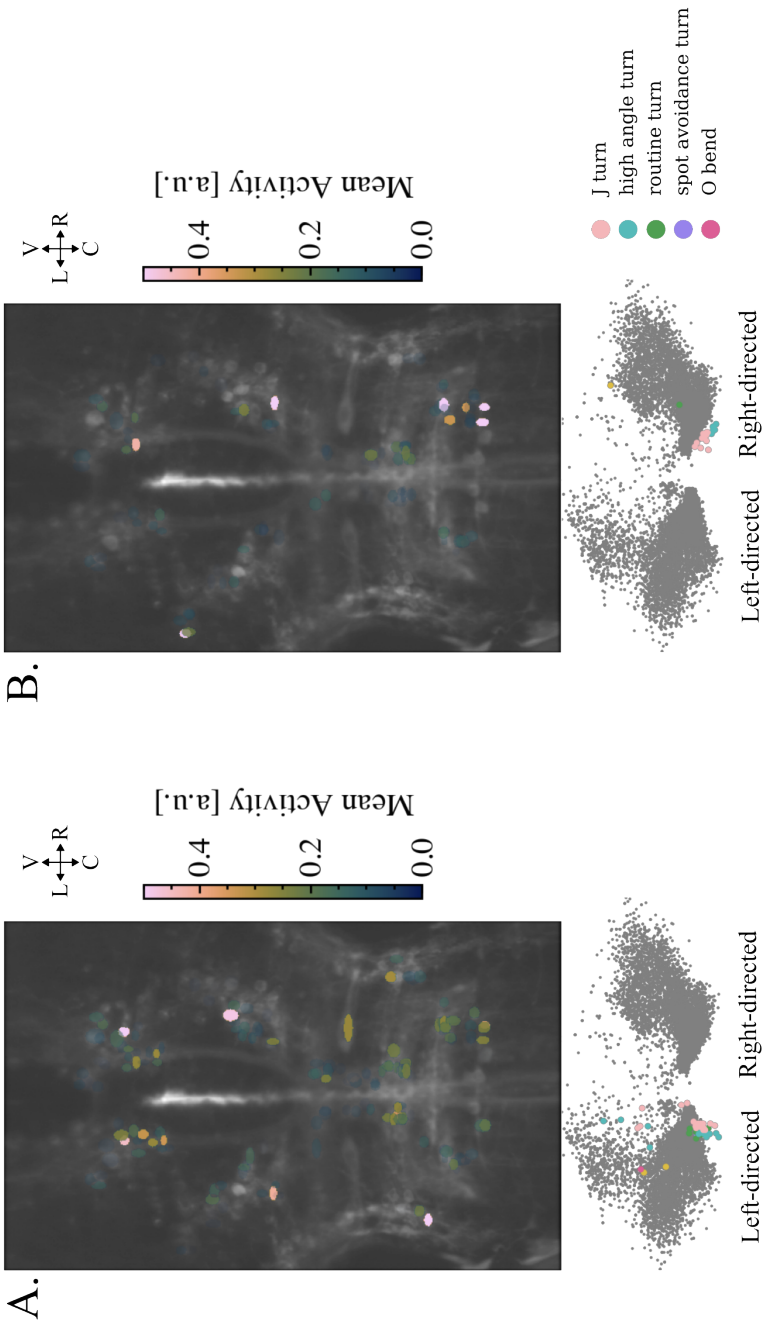 A.
V
L R
C
0.4
0.2
0.0
Mean Activity [a.u.]
Left-directed
Right-directed
B.
V
L R
C
0.4
0.2
0.0
Mean Activity [a.u.]
Left-directed
Right-directed
J turn
high angle turn
routine turn
spot avoidance turn
O bend